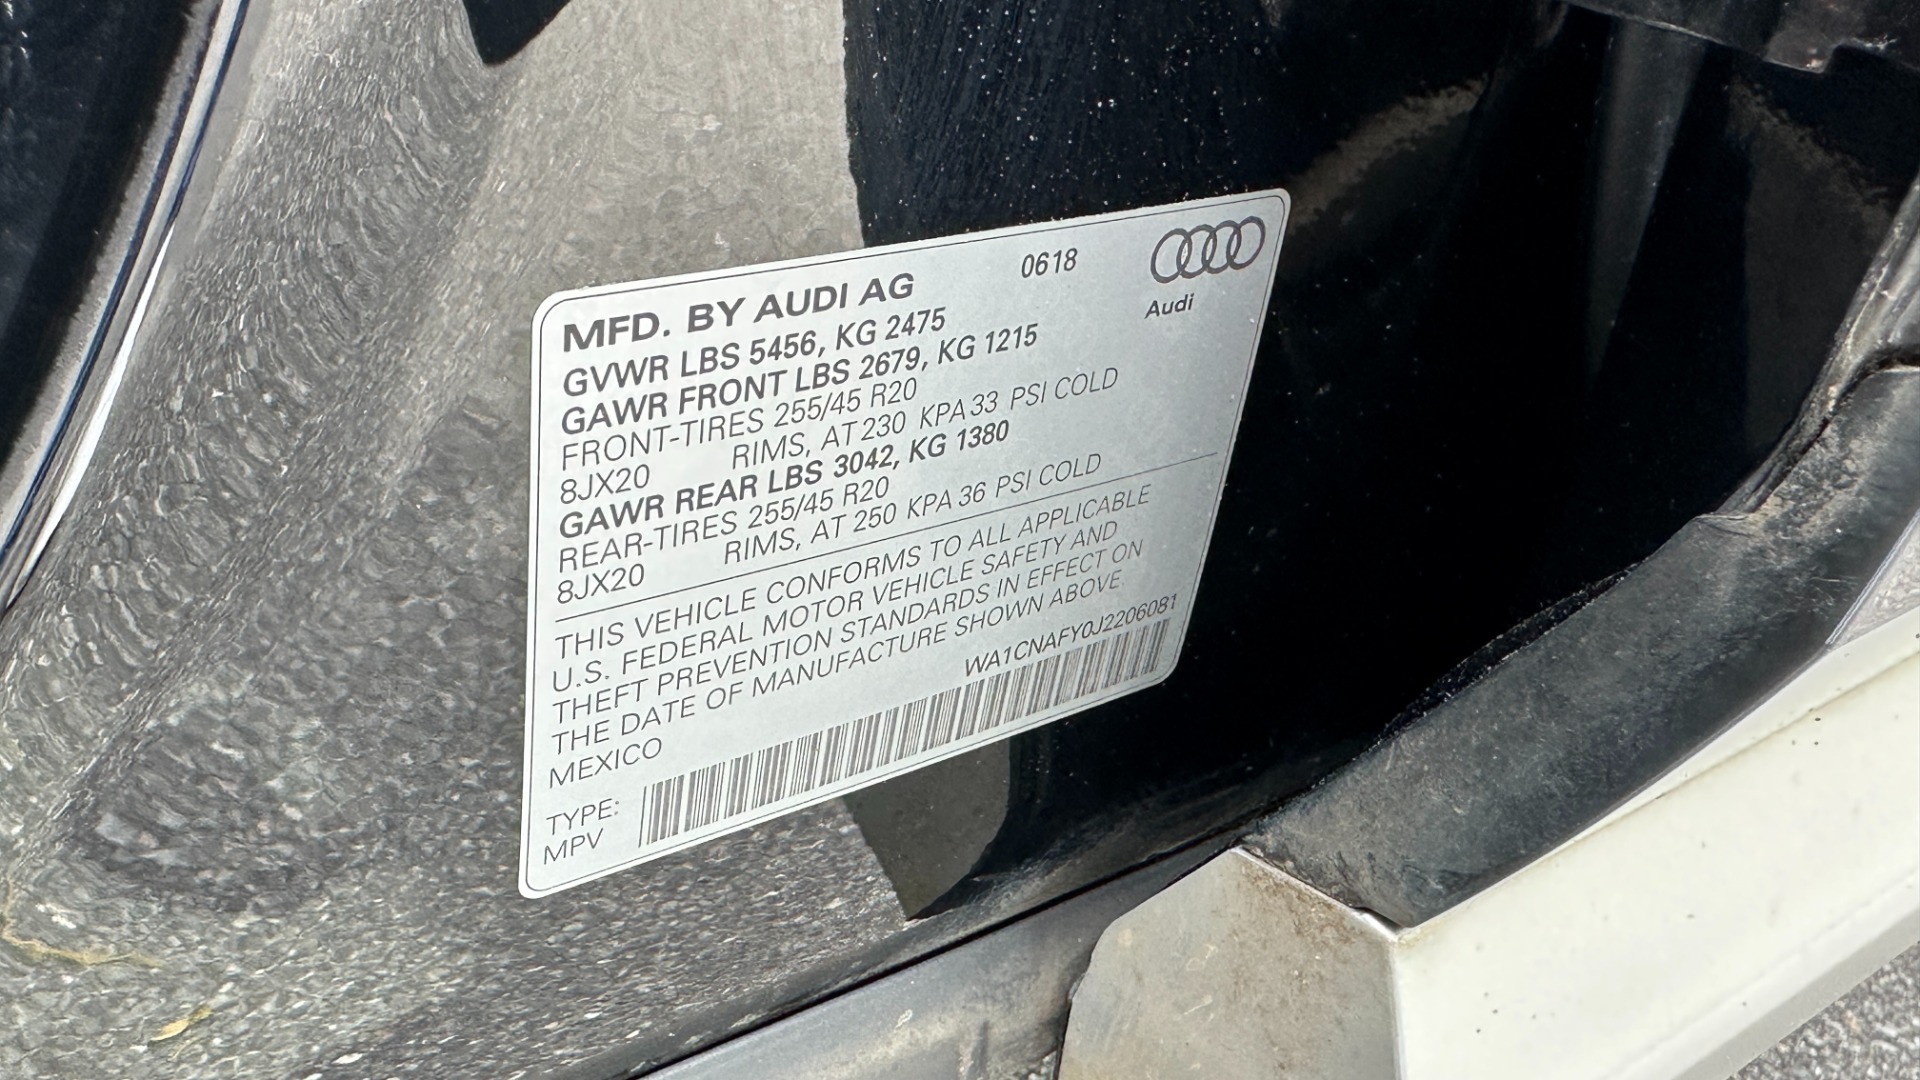 MFD. BY AUDI AG 0618
Audi
GVWR LBS 5456, KG 2475
GAWR FRONT LBS 2679, KG 1215
FRONT-TIRES 255/45 R20
8JX20 RIMS, AT 230 KPA 33 PSI COLD
GAWR REAR LBS 3042, KG 1380
REAR-TIRES 255/45 R20
8JX20 RIMS, AT 250 KPA 36 PSI COLD
THIS VEHICLE CONFORMS TO ALL APPLICABLE
U.S. FEDERAL MOTOR VEHICLE SAFETY AND
THEFT PREVENTION STANDARDS IN EFFECT ON
THE DATE OF MANUFACTURE SHOWN ABOVE
MEXICO WA1CNAFY0J2206081
TYPE:
MPV